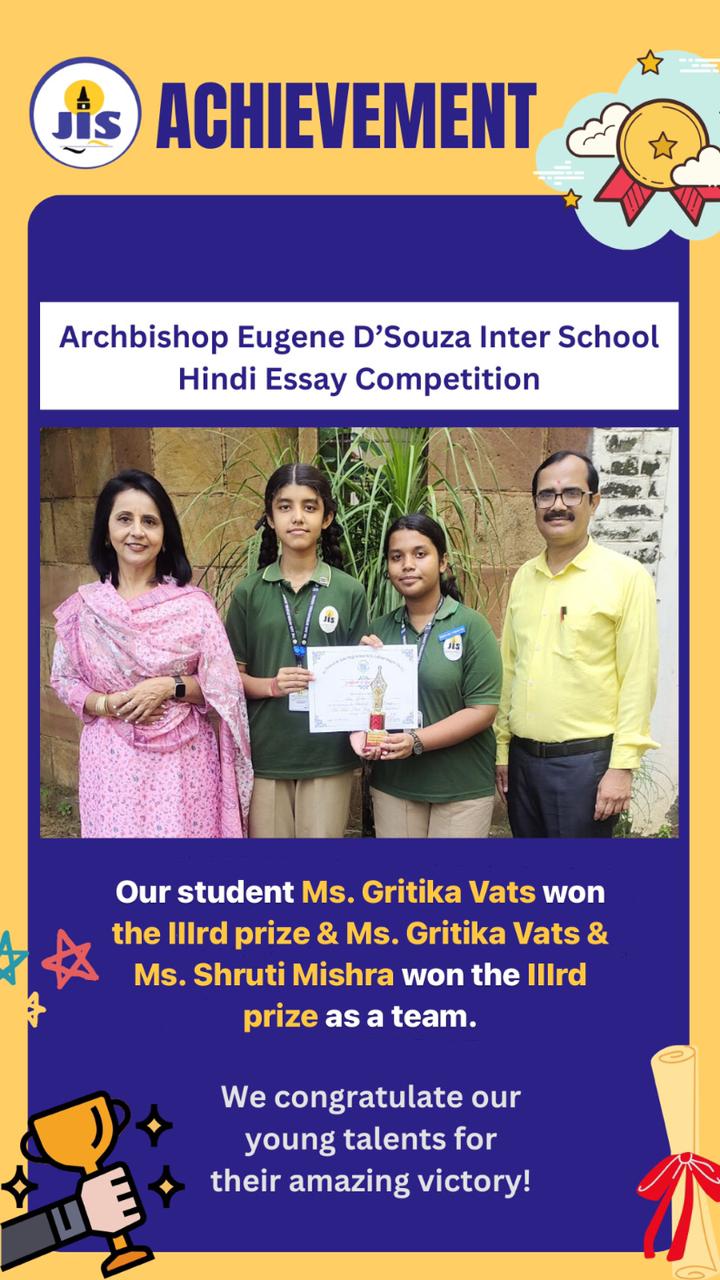 JIS
ACHIEVEMENT
Archbishop Eugene D’Souza Inter School
Hindi Essay Competition
JIS
JIS
Our student Ms. Gritika Vats won
the IIIrd prize & Ms. Gritika Vats &
Ms. Shruti Mishra won the IIIrd
prize as a team.
We congratulate our
young talents for
their amazing victory!